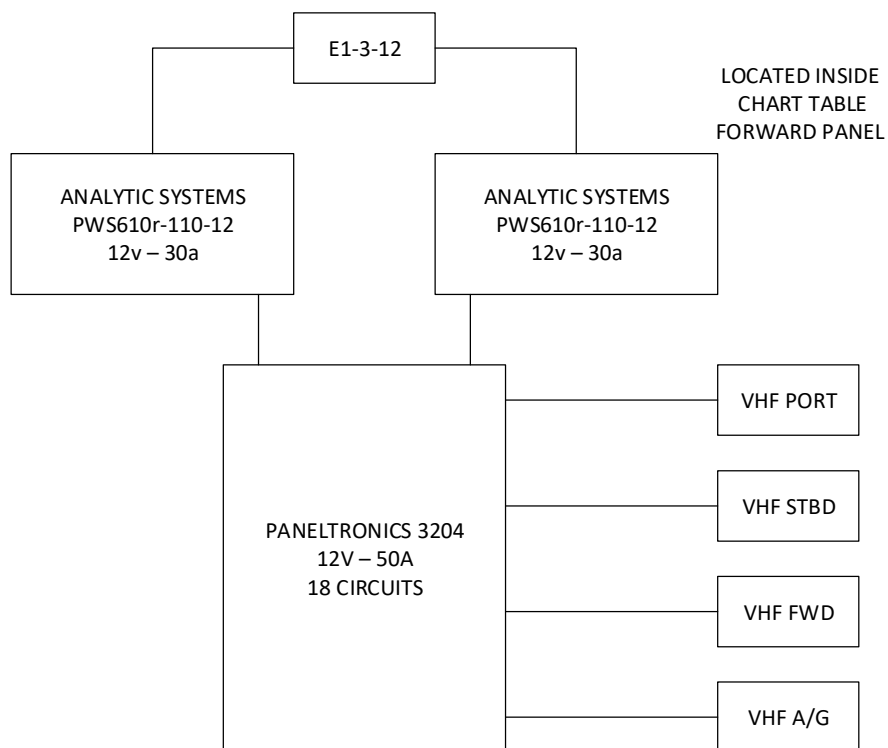 E1-3-12
LOCATED INSIDE
CHART TABLE
FORWARD PANEL
ANALYTIC SYSTEMS
PWS610r-110-12
12v – 30a
ANALYTIC SYSTEMS
PWS610r-110-12
12v – 30a
PANELTRONICS 3204
12V – 50A
18 CIRCUITS
VHF PORT
VHF STBD
VHF FWD
VHF A/G